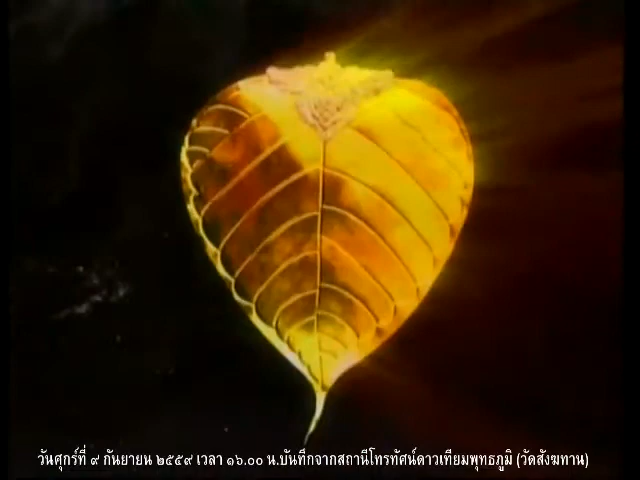 วันศุกร์ที่ ๙ กันยายน ๒๕๕๙ เวลา ๑๖.๐๐ น.บันทึกจากสถานีโทรทัศน์ดาวเทียมพุทธภูมิ (วัดสังฆทาน)